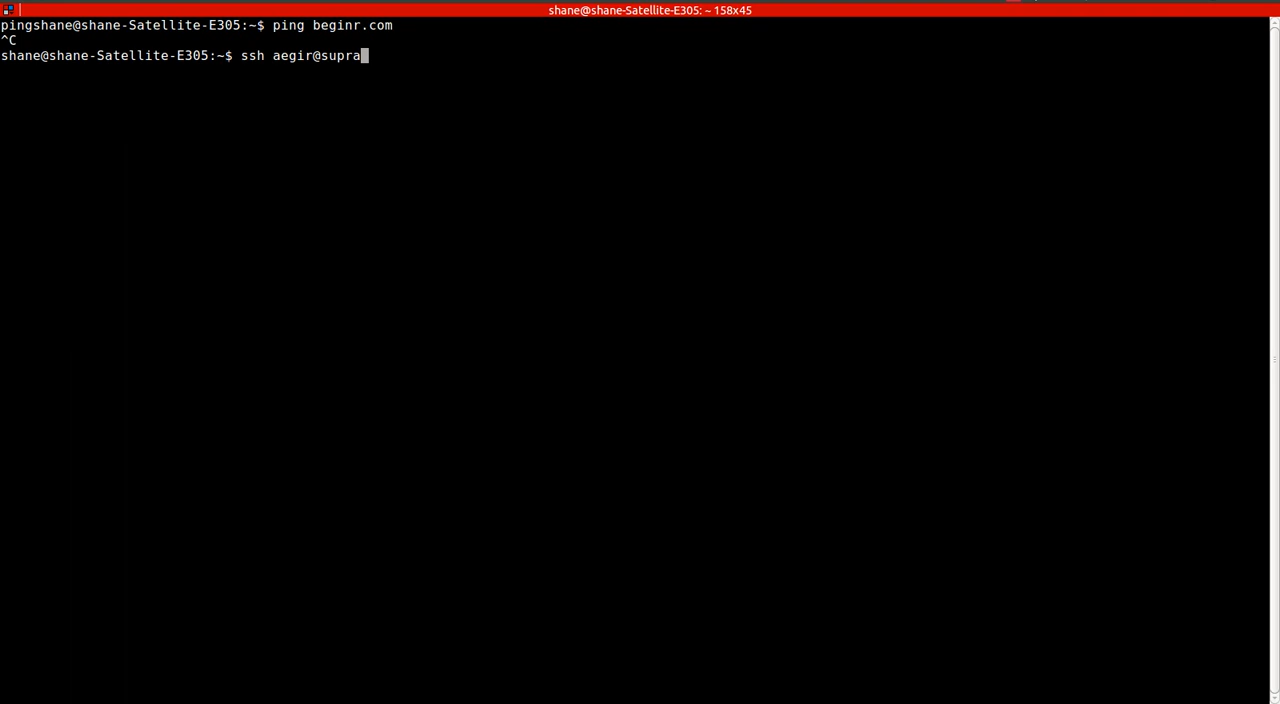 shane@shane-Satellite-E305: ~ 158x45
pingshane@shane-Satellite-E305:~$ ping beginr.com
^C
shane@shane-Satellite-E305:~$ ssh aegir@supra